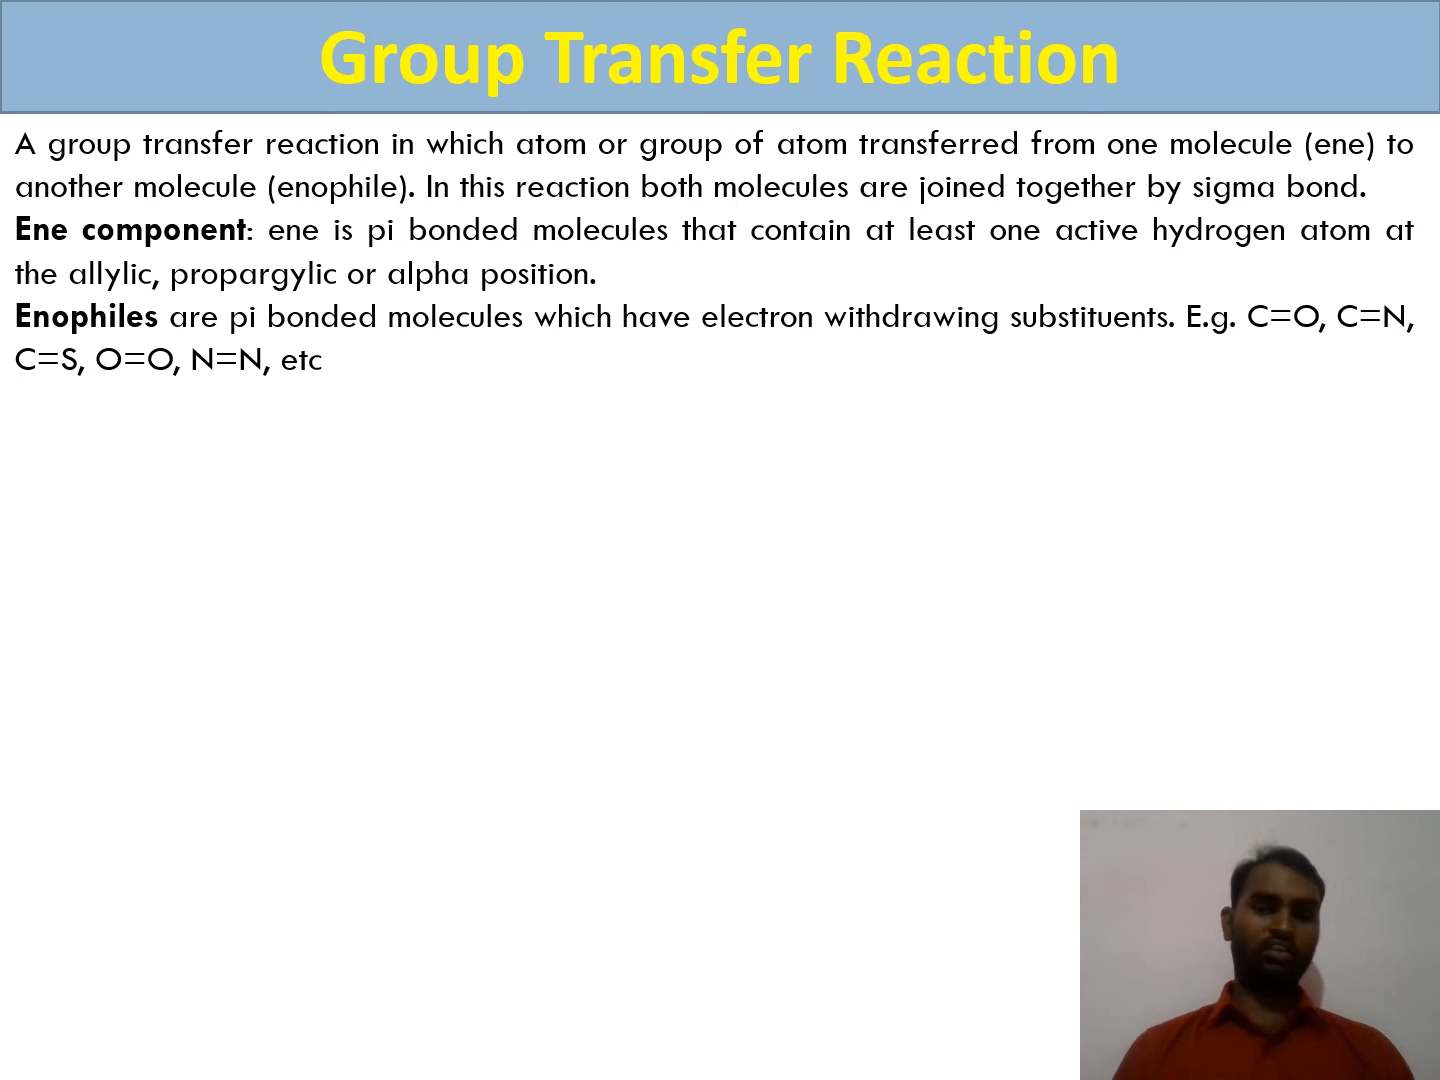 Group Transfer Reaction
A group transfer reaction in which atom or group of atom transferred from one molecule (ene) to
another molecule (enophile). In this reaction both molecules are joined together by sigma bond.
Ene component: ene is pi bonded molecules that contain at least one active hydrogen atom at
the allylic, propargylic or alpha position.
Enophiles are pi bonded molecules which have electron withdrawing substituents. E.g. C=O, C=N,
C=S, O=O, N=N, etc